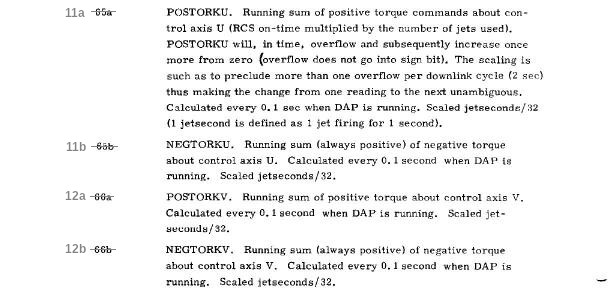 11a 65a POSTORKU. Running sum of positive torque commands about con-
trol axis U (RCS on-time multiplied by the number of jets used).
POSTORKU will, in time, overflow and subsequently increase once
more from zero (overflow does not go into sign bit). The scaling is
such as to preclude more than one overflow per downlink cycle (2 sec)
thus making the change from one reading to the next unambiguous.
Calculated every 0.1 sec when DAP is running. Scaled jetseconds/32
(1 jetsecond is defined as 1 jet firing for 1 second).
11b 65b NEGTORKU. Running sum (always positive) of negative torque
about control axis U. Calculated every 0.1 second when DAP is
running. Scaled jetseconds/32.
12a 66a POSTORKV. Running sum of positive torque about control axis V.
Calculated every 0.1 second when DAP is running. Scaled jet-
seconds/32.
12b 66b NEGTORKV. Running sum (always positive) of negative torque
about control axis V. Calculated every 0.1 second when DAP is
running. Scaled jetseconds/32.